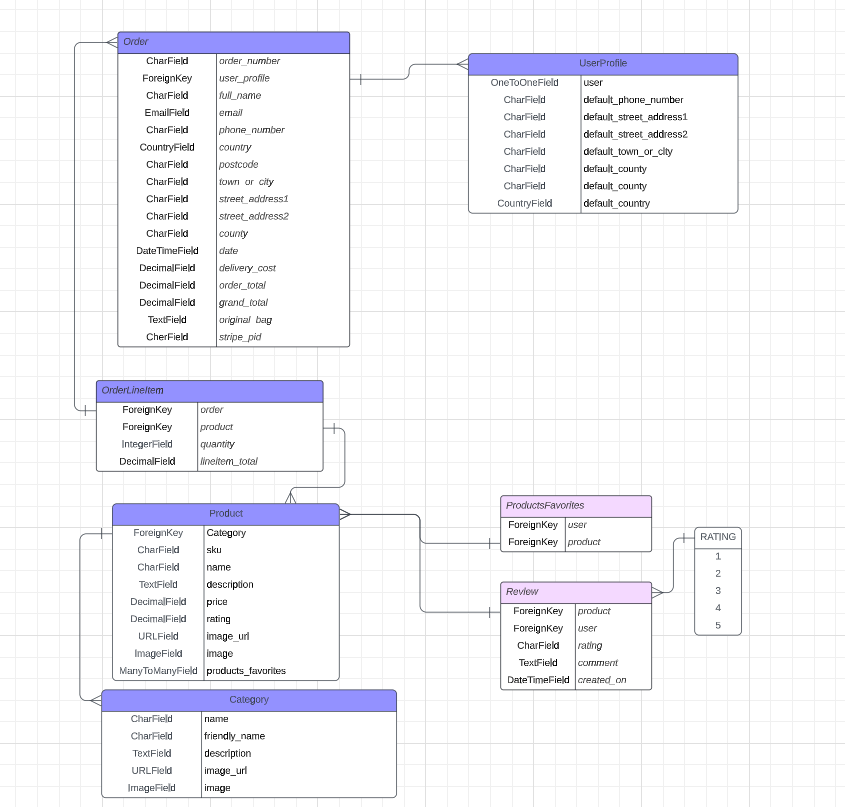 Order
CharField order_number
ForeignKey user_profile
CharField full_name
EmailField email
CharField phone_number
CountryField country
CharField postcode
CharField town_or_city
CharField street_address1
CharField street_address2
CharField county
DateTimeField date
DecimalField delivery_cost
DecimalField order_total
DecimalField grand_total
TextField original_bag
CherField stripe_pid
UserProfile
OneToOneField user
CharField default_phone_number
CharField default_street_address1
CharField default_street_address2
CharField default_town_or_city
CharField default_county
CharField default_county
CountryField default_country
OrderLineItem
ForeignKey order
ForeignKey product
IntegerField quantity
DecimalField lineitem_total
Product
ForeignKey Category
CharField sku
CharField name
TextField description
DecimalField price
DecimalField rating
URLField image_url
ImageField image
ManyToManyField products_favorites
ProductsFavorites
ForeignKey user
ForeignKey product
Review
ForeignKey product
ForeignKey user
CharField rating
TextField comment
DateTimeField created_on
RATING
1
2
3
4
5
Category
CharField name
CharField friendly_name
TextField description
URLField image_url
ImageField image